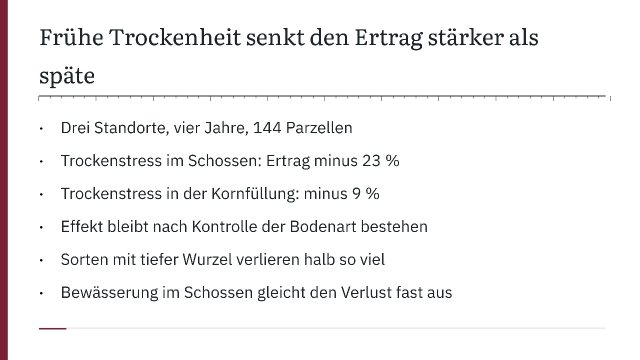 Frühe Trockenheit senkt den Ertrag stärker als
späte
· Drei Standorte, vier Jahre, 144 Parzellen
· Trockenstress im Schossen: Ertrag minus 23 %
· Trockenstress in der Kornfüllung: minus 9 %
· Effekt bleibt nach Kontrolle der Bodenart bestehen
· Sorten mit tiefer Wurzel verlieren halb so viel
· Bewässerung im Schossen gleicht den Verlust fast aus